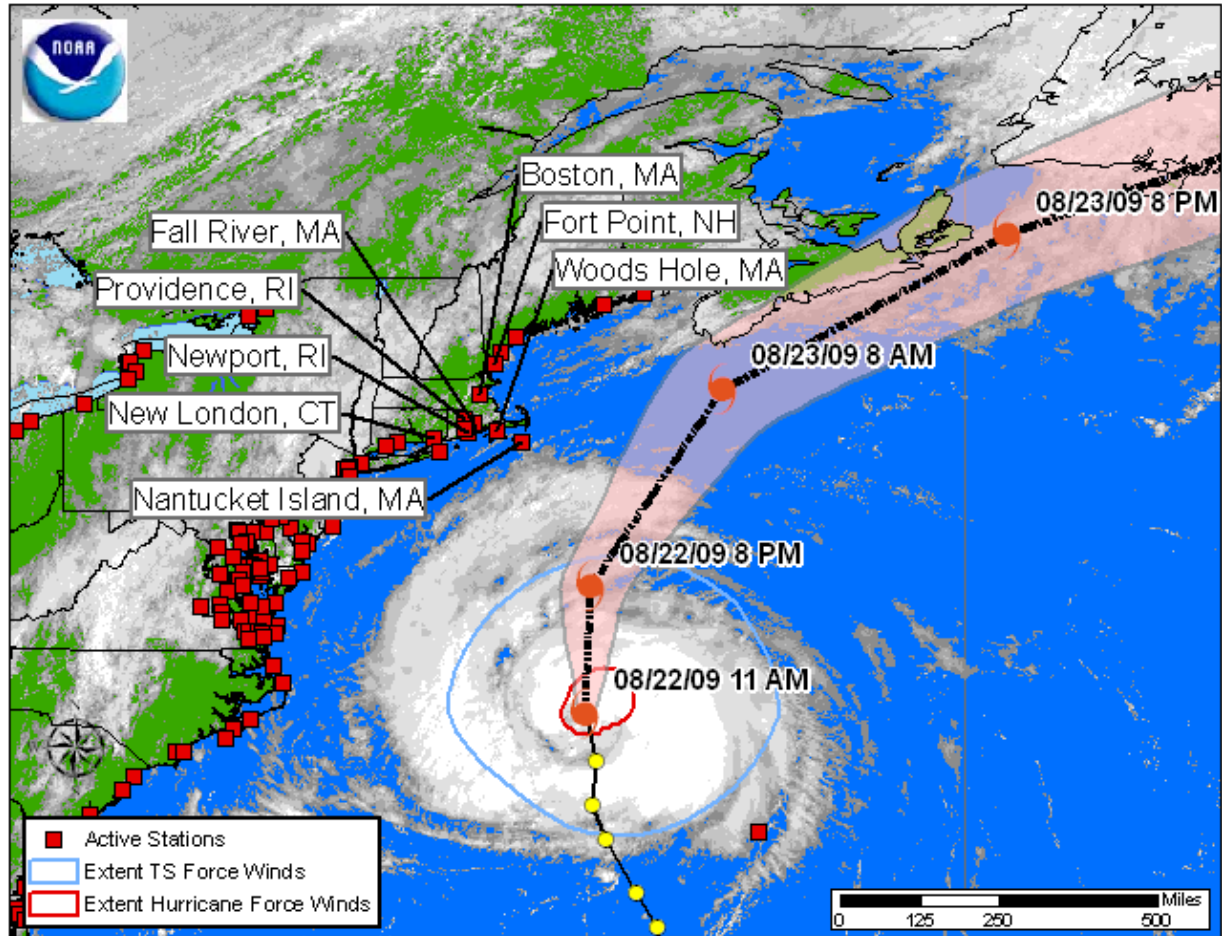 NOAA
Boston, MA
Fall River, MA
Fort Point, NH
Woods Hole, MA
Providence, RI
Newport, RI
New London, CT
Nantucket Island, MA
08/23/09 8 PM
08/23/09 8 AM
08/22/09 8 PM
08/22/09 11 AM
Active Stations
Extent TS Force Winds
Extent Hurricane Force Winds
Miles
0 125 250 500